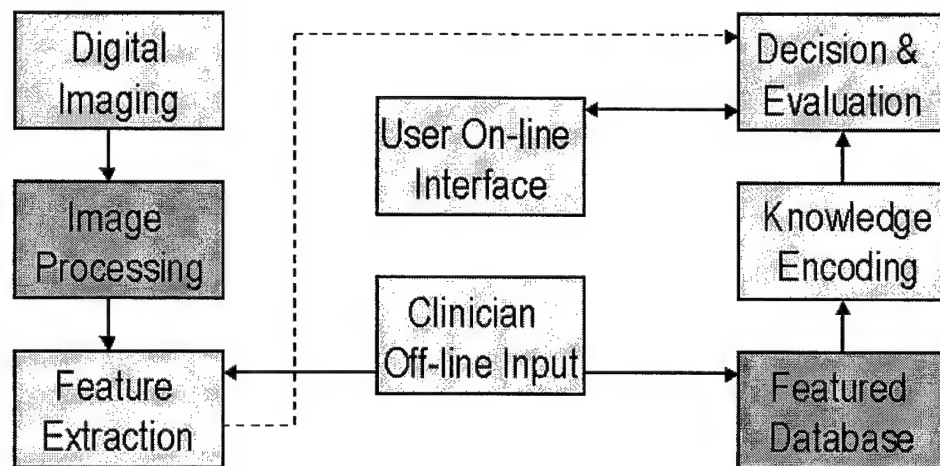 Digital
Imaging
Image
Processing
Feature
Extraction
User On-line
Interface
Clinician
Off-line Input
Decision &
Evaluation
Knowledge
Encoding
Featured
Database